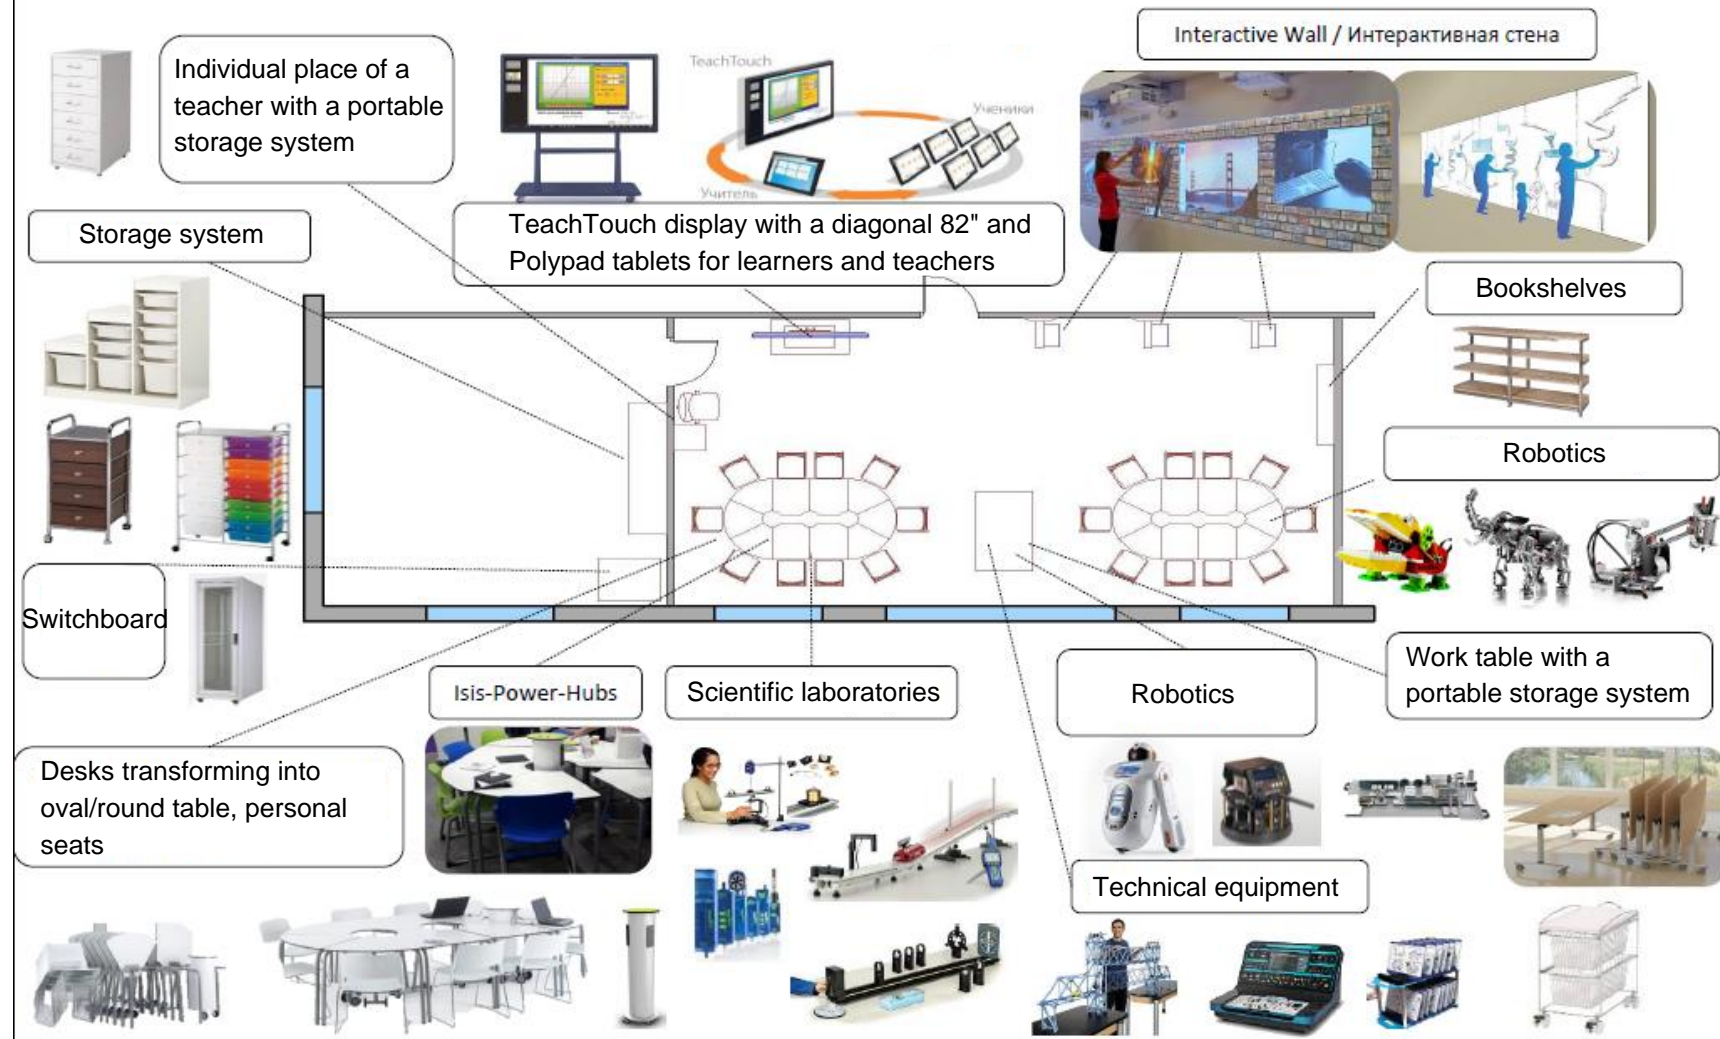 Interactive Wall / Интерактивная стена
Individual place of a
teacher with a portable
storage system
TeachTouch
Ученики
Учитель
Storage system
TeachTouch display with a diagonal 82" and
Polypad tablets for learners and teachers
Bookshelves
Robotics
Switchboard
Isis-Power-Hubs
Scientific laboratories
Robotics
Work table with a
portable storage system
Desks transforming into
oval/round table, personal
seats
Technical equipment